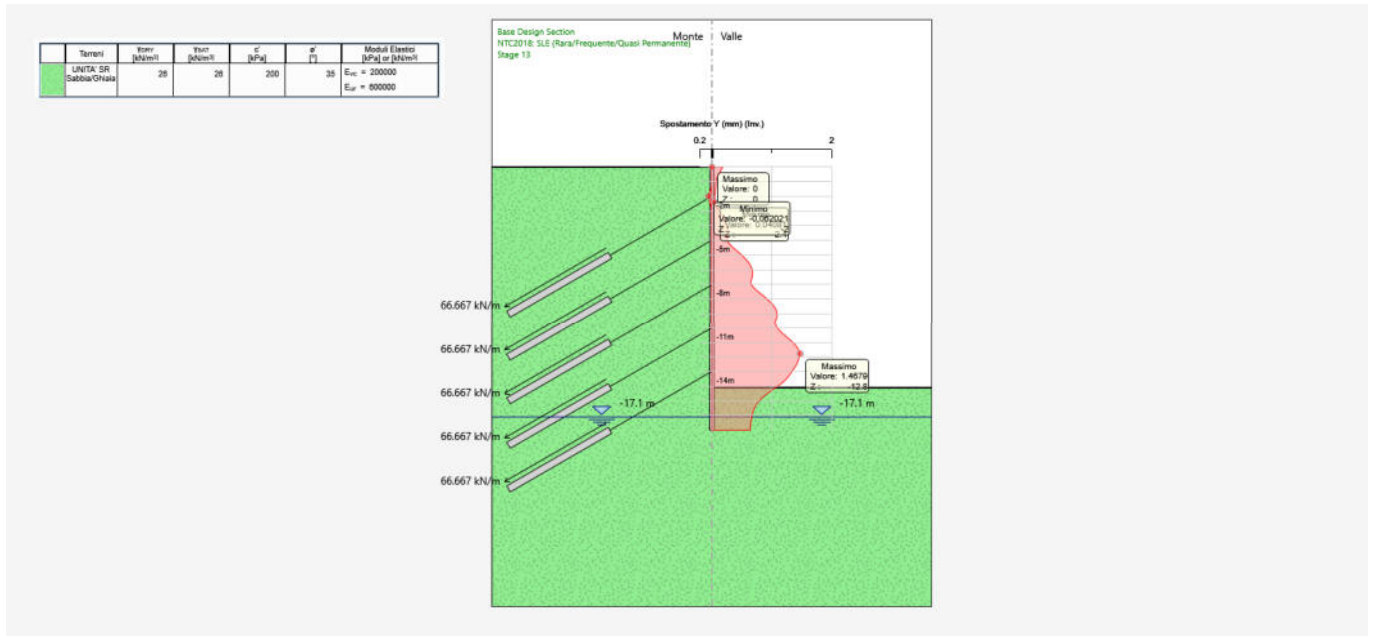 Terreni γDRY γSAT c' ø' Moduli Elastici
[kN/m³] [kN/m³] [kPa] [°] [kPa] or [kN/m³]
UNITA' SR
Sabbia/Ghiaia 26 26 200 35 Evc = 200000
Eur = 600000
Base Design Section
NTC2018: SLE (Rara/Frequente/Quasi Permanente)
Stage 13
Monte Valle
Spostamento Y (mm) (Inv.)
0.2 2
Massimo
Valore: 0
Z : 0
-2m
Minimo
Valore: -0.062021
-5m
66.667 kN/m
-8m
66.667 kN/m
-11m
Massimo
Valore: 1.4679
Z : -12.8
-14m
66.667 kN/m
-17.1 m -17.1 m
66.667 kN/m
66.667 kN/m